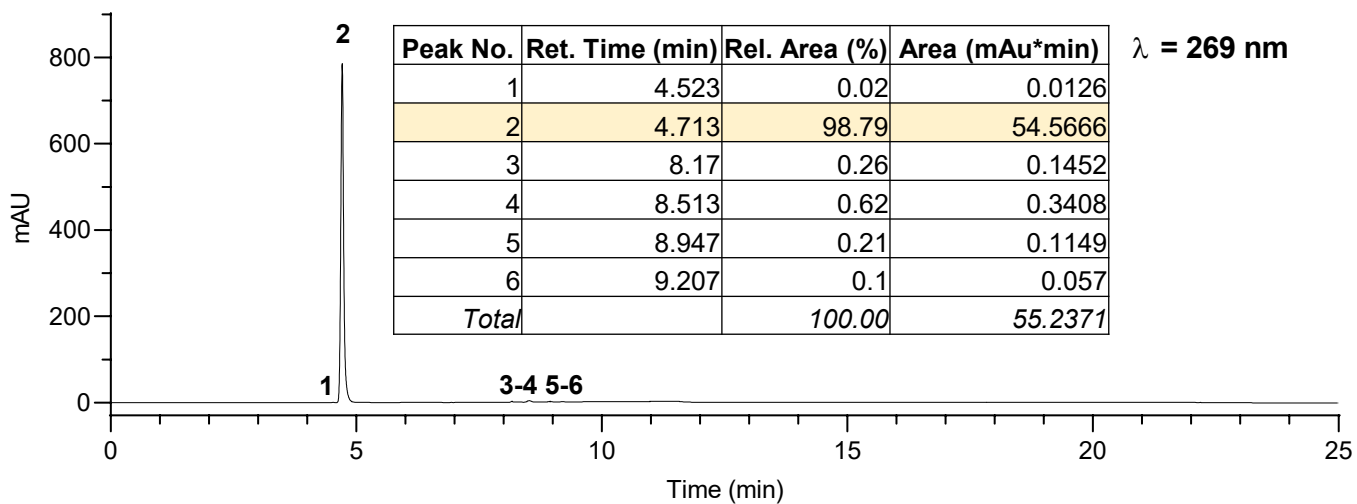 2
Peak No. Ret. Time (min) Rel. Area (%) Area (mAu*min)
λ = 269 nm
1 4.523 0.02 0.0126
2 4.713 98.79 54.5666
3 8.17 0.26 0.1452
4 8.513 0.62 0.3408
5 8.947 0.21 0.1149
6 9.207 0.1 0.057
Total 100.00 55.2371
800
600
400
200
0
mAU
1
3-4 5-6
0 5 10 15 20 25
Time (min)